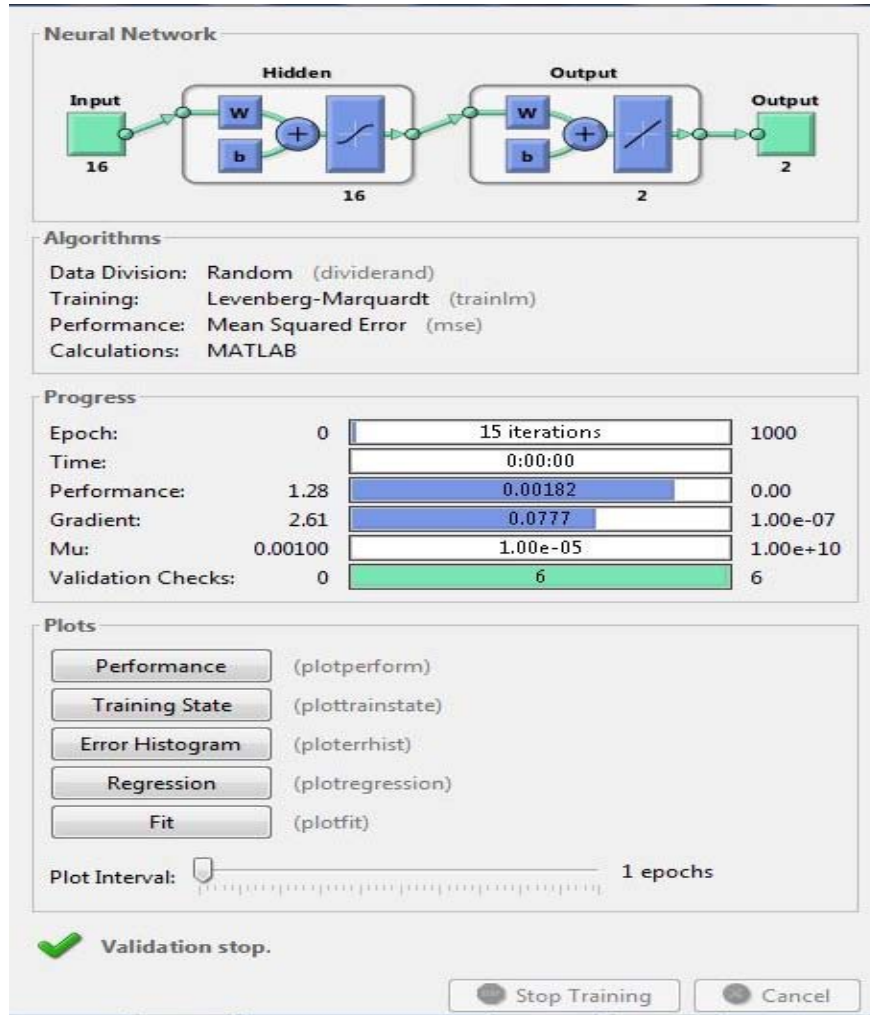 Neural Network
Hidden
Output
Input
Output
W
b
+
W
b
+
16
16
2
2
Algorithms
Data Division: Random (dividerand)
Training: Levenberg-Marquardt (trainlm)
Performance: Mean Squared Error (mse)
Calculations: MATLAB
Progress
Epoch: 0 15 iterations 1000
Time: 0:00:00
Performance: 1.28 0.00182 0.00
Gradient: 2.61 0.0777 1.00e-07
Mu: 0.00100 1.00e-05 1.00e+10
Validation Checks: 0 6 6
Plots
Performance (plotperform)
Training State (plottrainstate)
Error Histogram (ploterrhist)
Regression (plotregression)
Fit (plotfit)
Plot Interval: 1 epochs
Validation stop.
Stop Training Cancel